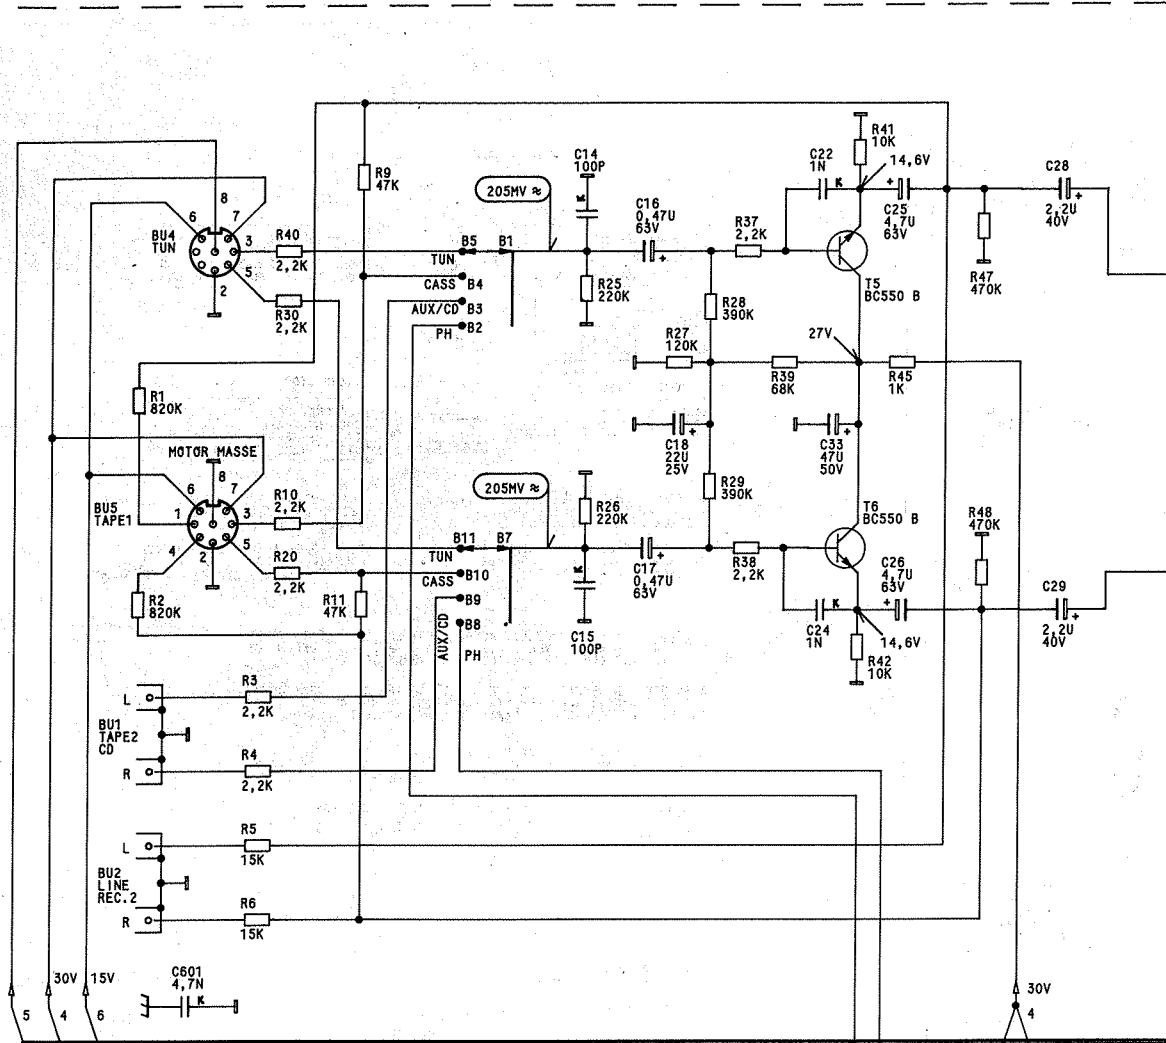 R41
10K
C14
100P
C22
1N
K
14,6V
C28
2,2U
40V
+
R9
47K
205MV ≈
K
C16
0,47U
63V
+
R37
2,2K
+
C25
4,7U
63V
8
6
7
BU4
TUN
3
5
2
R40
2,2K
R30
2,2K
B5
B1
TUN
CASS
B4
AUX/CD
B3
PH
B2
R25
220K
R28
390K
T5
BC550 B
R47
470K
R27
120K
27V
R39
68K
R45
1K
R1
820K
C18
22U
25V
+
C33
47U
50V
+
MOTOR MASSE
8
6
7
BU5
TAPE1
1
3
4
2
5
R10
2,2K
R20
2,2K
205MV ≈
R26
220K
R29
390K
T6
BC550 B
R48
470K
B11
B7
TUN
CASS
B10
B9
B8
AUX/CD
PH
K
C15
100P
C17
0,47U
63V
+
R38
2,2K
C26
4,7U
63V
+
K
C24
1N
14,6V
R42
10K
C29
2,2U
40V
+
R2
820K
R11
47K
L
BU1
TAPE2
CD
R
R3
2,2K
R4
2,2K
L
BU2
LINE
REC.2
R
R5
15K
R6
15K
30V
15V
5
4
6
C601
4,7N
K
30V
4